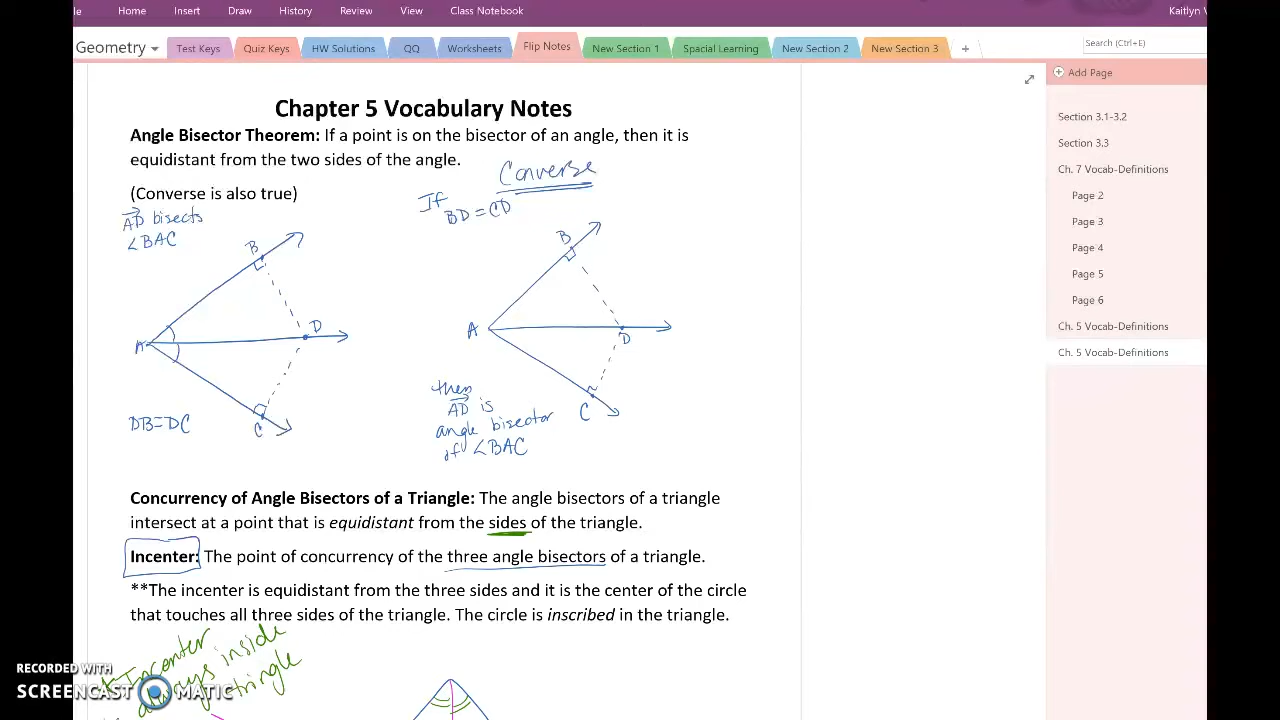 le Home Insert Draw History Review View Class Notebook Kaitlyn V
Geometry Test Keys Quiz Keys HW Solutions QQ Worksheets Flip Notes New Section 1 Spacial Learning New Section 2 New Section 3 + Search (Ctrl+E)
Add Page
Section 3.1-3.2
Section 3.3
Ch. 7 Vocab-Definitions
Page 2
Page 3
Page 4
Page 5
Page 6
Ch. 5 Vocab-Definitions
Ch. 5 Vocab-Definitions
Chapter 5 Vocabulary Notes
Angle Bisector Theorem: If a point is on the bisector of an angle, then it is
equidistant from the two sides of the angle.
(Converse is also true)
AD bisects
∠BAC
B
D
A
C
DB=DC
Converse
If
BD=CD
B
A
D
C
then
AD is
angle bisector
of ∠BAC
Concurrency of Angle Bisectors of a Triangle: The angle bisectors of a triangle
intersect at a point that is equidistant from the sides of the triangle.
Incenter: The point of concurrency of the three angle bisectors of a triangle.
**The incenter is equidistant from the three sides and it is the center of the circle
that touches all three sides of the triangle. The circle is inscribed in the triangle.
*Incenter
always inside
tringle
RECORDED WITH
SCREENCAST MATIC